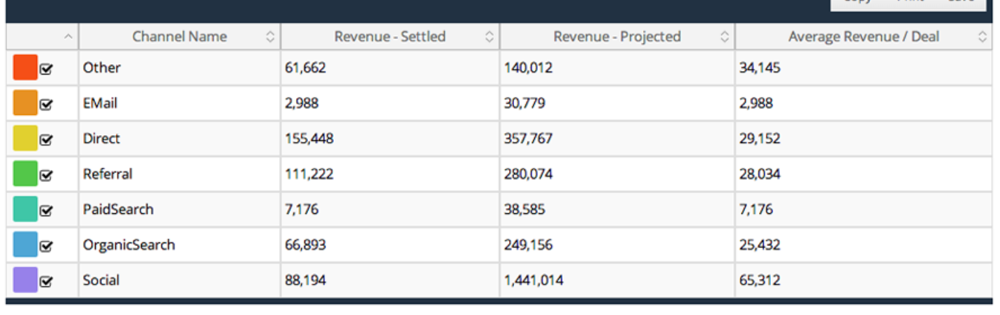 Copy Print Save
Channel Name Revenue - Settled Revenue - Projected Average Revenue / Deal
Other 61,662 140,012 34,145
EMail 2,988 30,779 2,988
Direct 155,448 357,767 29,152
Referral 111,222 280,074 28,034
PaidSearch 7,176 38,585 7,176
OrganicSearch 66,893 249,156 25,432
Social 88,194 1,441,014 65,312